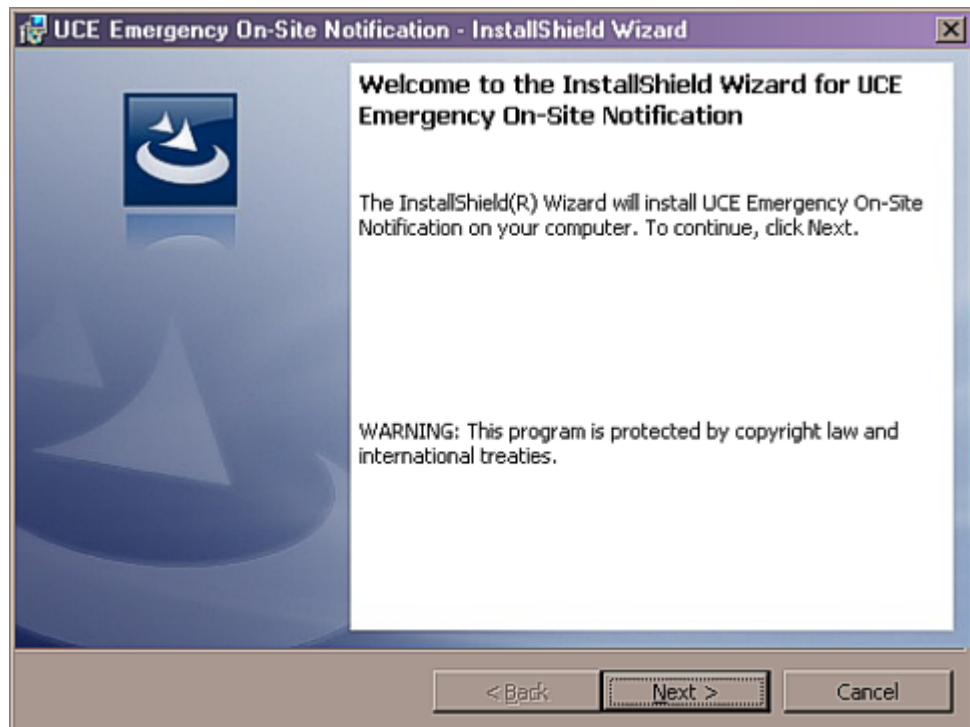 UCE Emergency On-Site Notification - InstallShield Wizard
Welcome to the InstallShield Wizard for UCE
Emergency On-Site Notification
The InstallShield(R) Wizard will install UCE Emergency On-Site
Notification on your computer. To continue, click Next.
WARNING: This program is protected by copyright law and
international treaties.
< Back
Next >
Cancel